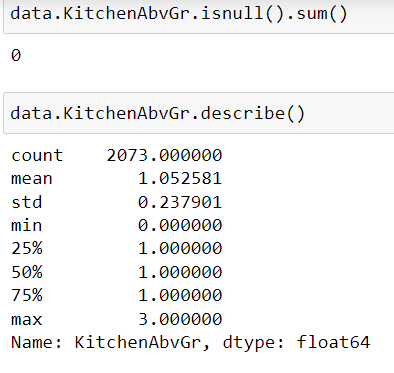 data.KitchenAbvGr.isnull().sum()
0
data.KitchenAbvGr.describe()
count    2073.000000
mean        1.052581
std         0.237901
min         0.000000
25%         1.000000
50%         1.000000
75%         1.000000
max         3.000000
Name: KitchenAbvGr, dtype: float64